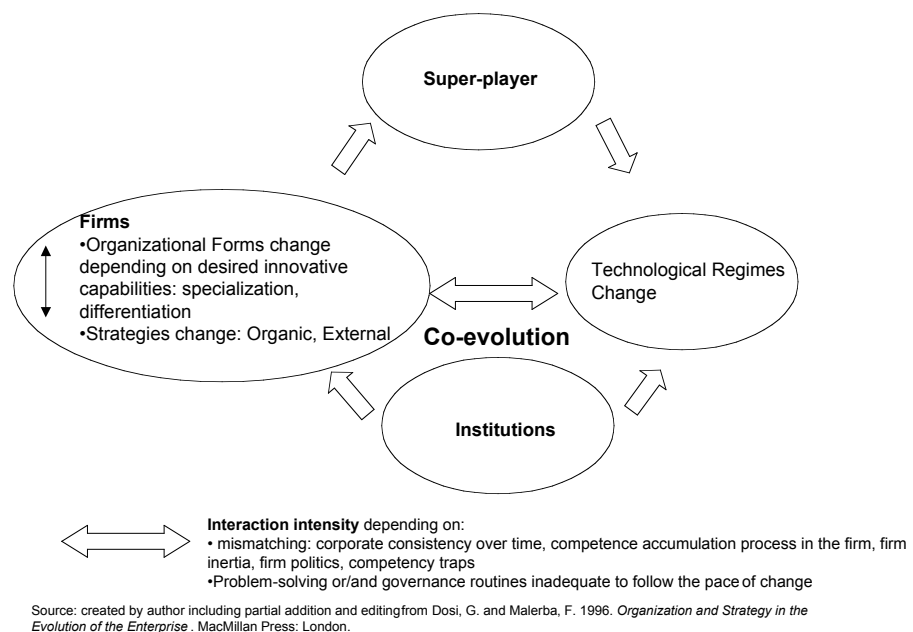 Super-player
Firms
•Organizational Forms change
depending on desired innovative
capabilities: specialization,
differentiation
•Strategies change: Organic, External
Technological Regimes
Change
Co-evolution
Institutions
Interaction intensity depending on:
• mismatching: corporate consistency over time, competence accumulation process in the firm, firm
inertia, firm politics, competency traps
•Problem-solving or/and governance routines inadequate to follow the pace of change
Source: created by author including partial addition and editingfrom Dosi, G. and Malerba, F. 1996. Organization and Strategy in the
Evolution of the Enterprise . MacMillan Press: London.